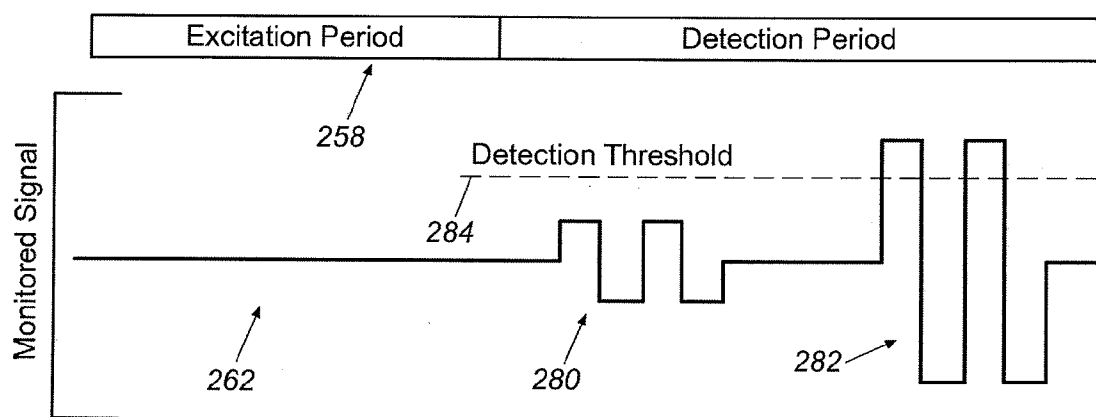 Excitation Period
Detection Period
258
Monitored Signal
Detection Threshold
284
262
280
282